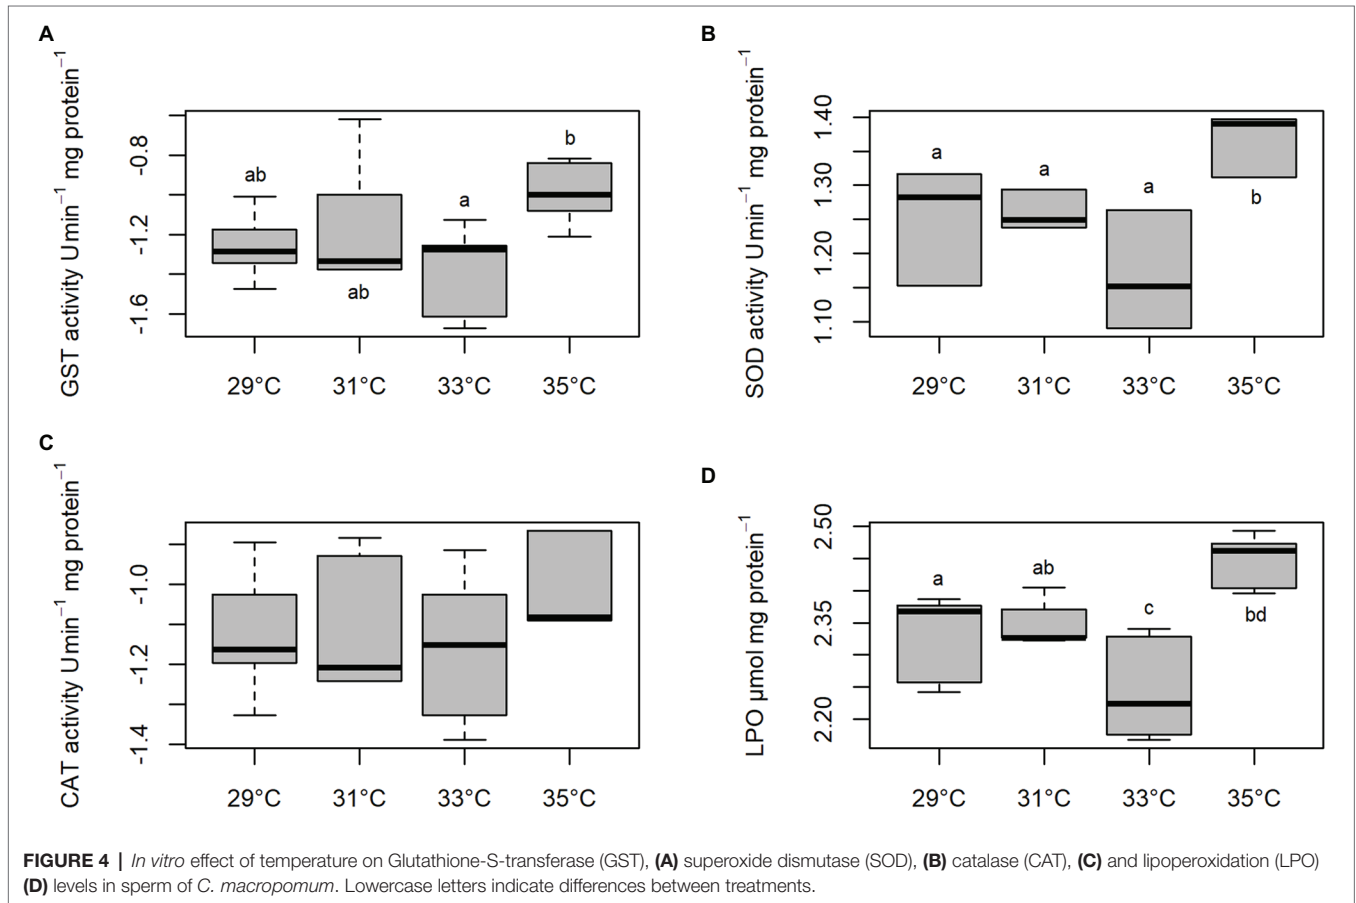 A
GST activity Umin−1 mg protein−1
-0.8
-1.2
-1.6
ab
ab
a
b
29°C 31°C 33°C 35°C
B
SOD activity Umin−1 mg protein−1
1.40
1.30
1.20
1.10
a
a
a
b
29°C 31°C 33°C 35°C
C
CAT activity Umin−1 mg protein−1
-1.0
-1.2
-1.4
29°C 31°C 33°C 35°C
D
LPO µmol mg protein−1
2.50
2.35
2.20
a
ab
c
bd
29°C 31°C 33°C 35°C
FIGURE 4 | In vitro effect of temperature on Glutathione-S-transferase (GST), (A) superoxide dismutase (SOD), (B) catalase (CAT), (C) and lipoperoxidation (LPO)
(D) levels in sperm of C. macropomum. Lowercase letters indicate differences between treatments.